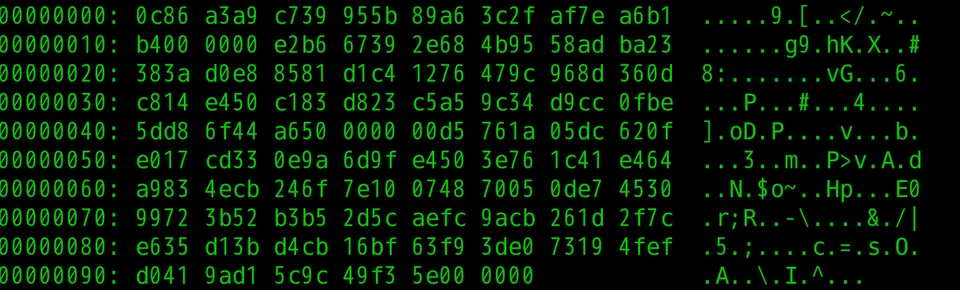 00000000: 0c86 a3a9 c739 955b 89a6 3c2f af7e a6b1  .....9.[..</.~..
00000010: b400 0000 e2b6 6739 2e68 4b95 58ad ba23  ......g9.hK.X..#
00000020: 383a d0e8 8581 d1c4 1276 479c 968d 360d  8:.......vG...6.
00000030: c814 e450 c183 d823 c5a5 9c34 d9cc 0fbe  ...P...#...4....
00000040: 5dd8 6f44 a650 0000 00d5 761a 05dc 620f  ].oD.P....v...b.
00000050: e017 cd33 0e9a 6d9f e450 3e76 1c41 e464  ...3..m..P>v.A.d
00000060: a983 4ecb 246f 7e10 0748 7005 0de7 4530  ..N.$o~..Hp...E0
00000070: 9972 3b52 b3b5 2d5c aefc 9acb 261d 2f7c  .r;R..-\....&./|
00000080: e635 d13b d4cb 16bf 63f9 3de0 7319 4fef  .5.;....c.=.s.O.
00000090: d041 9ad1 5c9c 49f3 5e00 0000  .A..\.I.^...